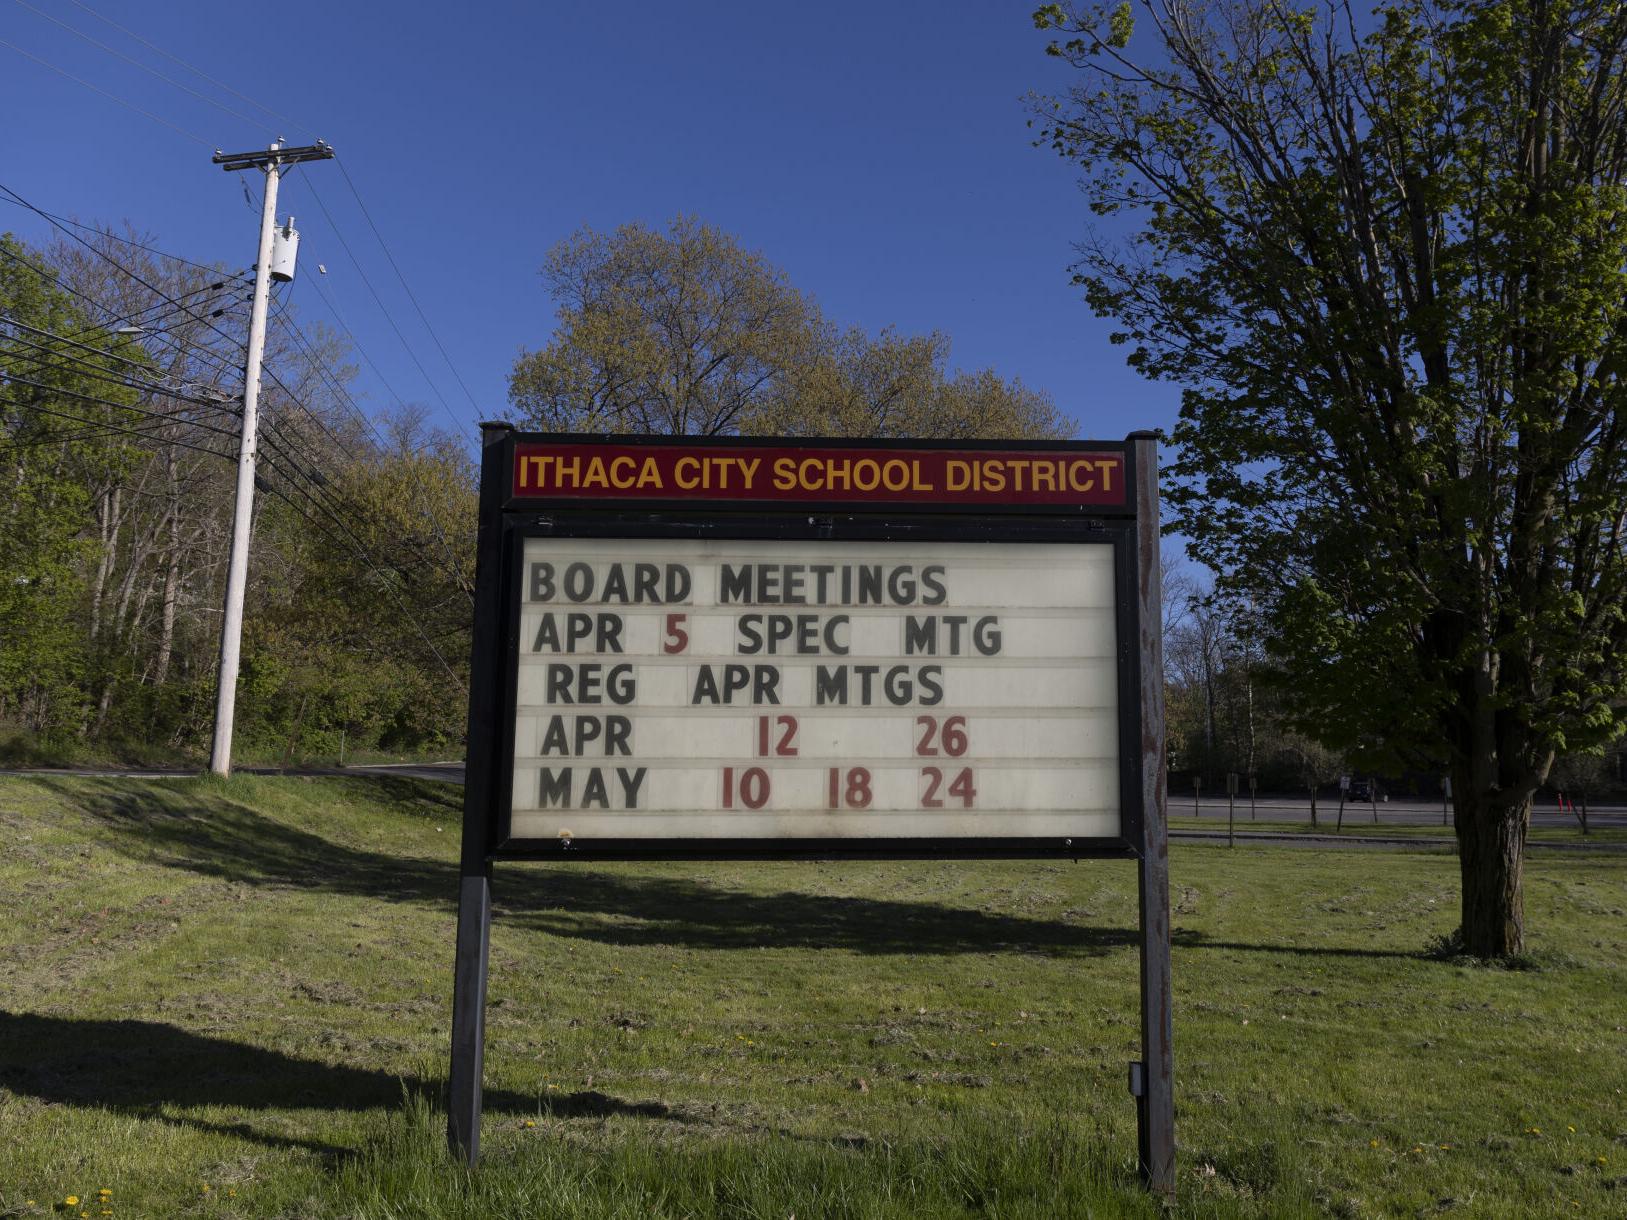 ITHACA CITY SCHOOL DISTRICT
BOARD MEETINGS
APR 5 SPEC MTG
REG APR MTGS
APR 12 26
MAY 10 18 24